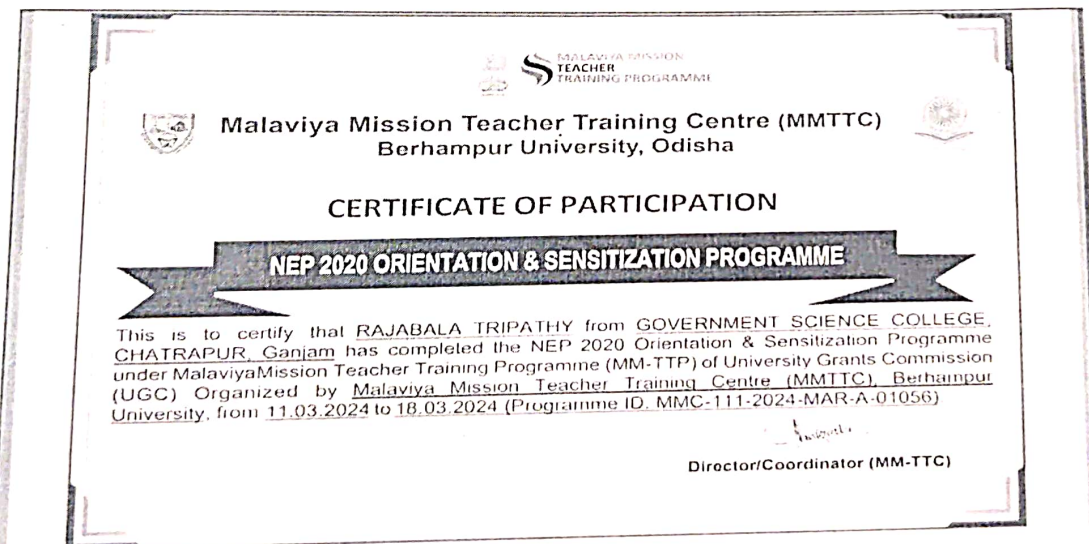 MALAVIYA MISSION
TEACHER
TRAINING PROGRAMME
Malaviya Mission Teacher Training Centre (MMTTC)
Berhampur University, Odisha
CERTIFICATE OF PARTICIPATION
NEP 2020 ORIENTATION & SENSITIZATION PROGRAMME
This is to certify that RAJABALA TRIPATHY from GOVERNMENT SCIENCE COLLEGE,
CHATRAPUR, Ganjam has completed the NEP 2020 Orientation & Sensitization Programme
under MalaviyaMission Teacher Training Programme (MM-TTP) of University Grants Commission
(UGC) Organized by Malaviya Mission Teacher Training Centre (MMTTC), Berhampur
University, from 11.03.2024 to 18.03.2024 (Programme ID. MMC-111-2024-MAR-A-01056)
Director/Coordinator (MM-TTC)